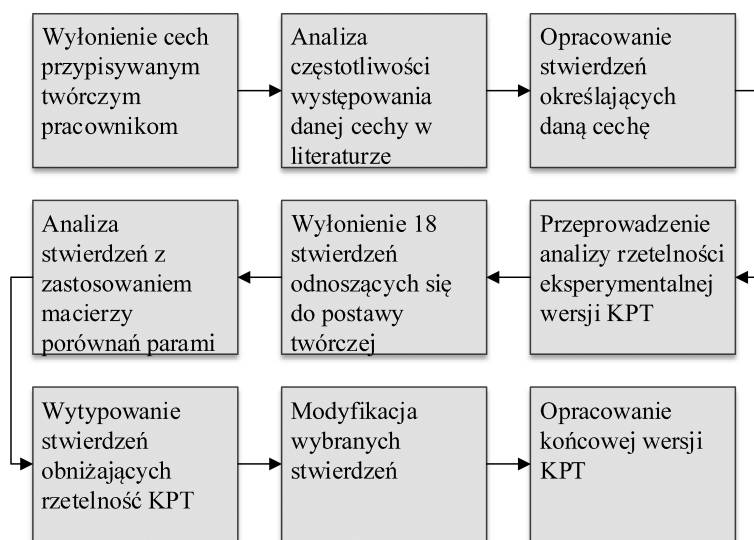 Wyłonienie cech
przypisywanym
twórczym
pracownikom
Analiza
częstotliwości
występowania
danej cechy w
literaturze
Opracowanie
stwierdzeń
określających
daną cechę
Analiza
stwierdzeń z
zastosowaniem
macierzy
porównań parami
Wyłonienie 18
stwierdzeń
odnoszących się
do postawy
twórczej
Przeprowadzenie
analizy rzetelności
eksperymentalnej
wersji KPT
Wytypowanie
stwierdzeń
obniżających
rzetelność KPT
Modyfikacja
wybranych
stwierdzeń
Opracowanie
końcowej wersji
KPT